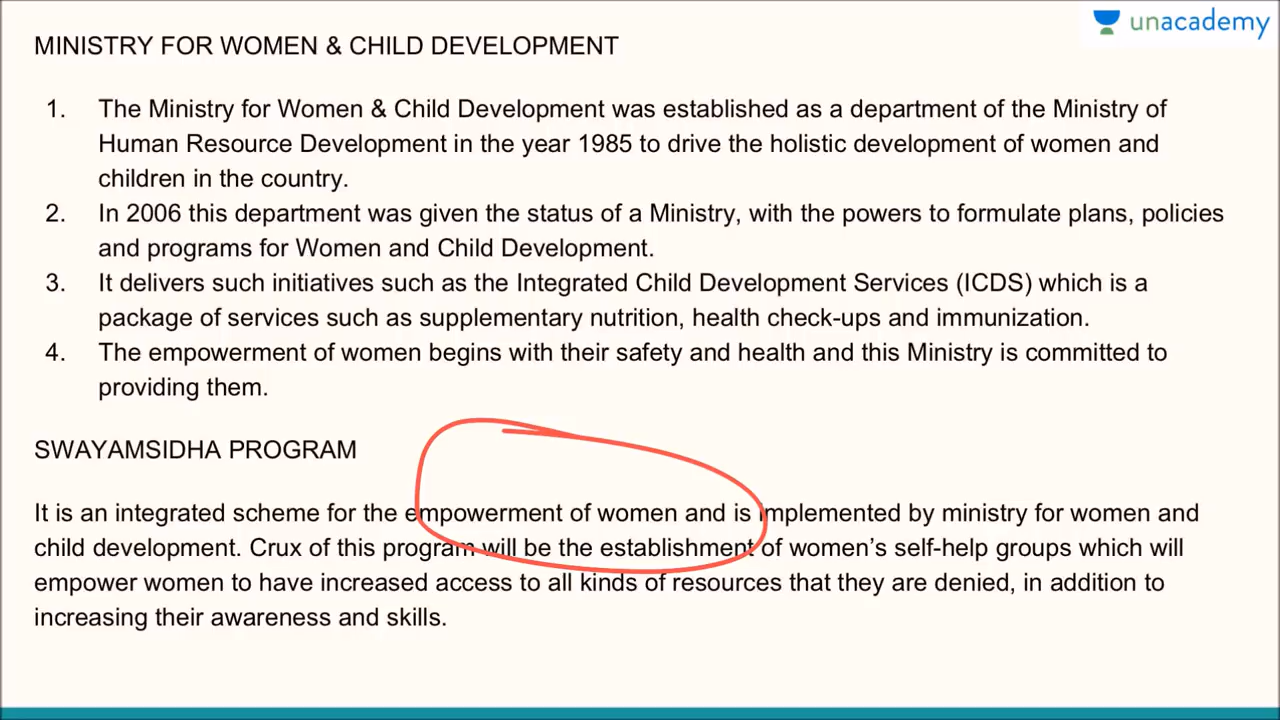 unacademy
MINISTRY FOR WOMEN & CHILD DEVELOPMENT
1. The Ministry for Women & Child Development was established as a department of the Ministry of
Human Resource Development in the year 1985 to drive the holistic development of women and
children in the country.
2. In 2006 this department was given the status of a Ministry, with the powers to formulate plans, policies
and programs for Women and Child Development.
3. It delivers such initiatives such as the Integrated Child Development Services (ICDS) which is a
package of services such as supplementary nutrition, health check-ups and immunization.
4. The empowerment of women begins with their safety and health and this Ministry is committed to
providing them.
SWAYAMSIDHA PROGRAM
It is an integrated scheme for the empowerment of women and is implemented by ministry for women and
child development. Crux of this program will be the establishment of women’s self-help groups which will
empower women to have increased access to all kinds of resources that they are denied, in addition to
increasing their awareness and skills.